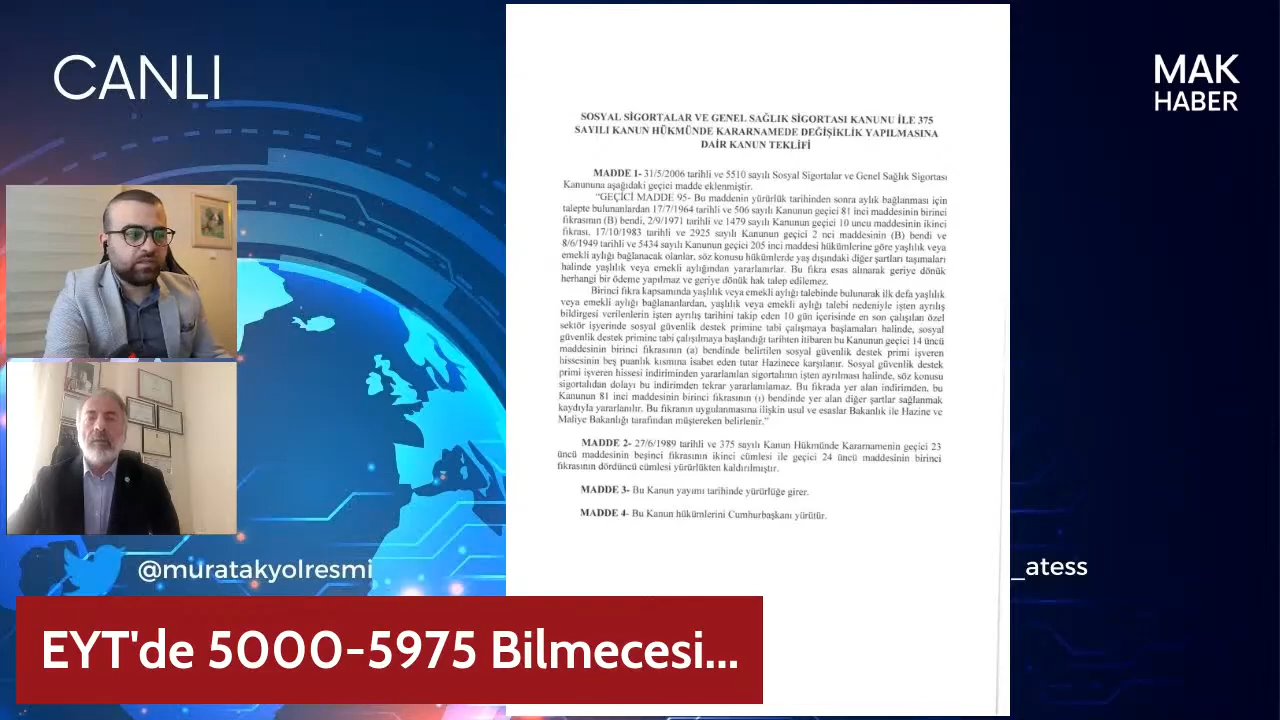 CANLI
MAK
HABER
SOSYAL SİGORTALAR VE GENEL SAĞLIK SİGORTASI KANUNU İLE 375
SAYILI KANUN HÜKMÜNDE KARARNAMEDE DEĞİŞİKLİK YAPILMASINA
DAİR KANUN TEKLİFİ
MADDE 1- 31/5/2006 tarihli ve 5510 sayılı Sosyal Sigortalar ve Genel Sağlık Sigortası
Kanununa aşağıdaki geçici madde eklenmiştir.
“GEÇİCİ MADDE 95- Bu maddenin yürürlük tarihinden sonra aylık bağlanması için
talepte bulunanlardan 17/7/1964 tarihli ve 506 sayılı Kanunun geçici 81 inci maddesinin birinci
fıkrasının (B) bendi, 2/9/1971 tarihli ve 1479 sayılı Kanunun geçici 10 uncu maddesinin ikinci
fıkrası, 17/10/1983 tarihli ve 2925 sayılı Kanunun geçici 2 nci maddesinin (B) bendi ve
8/6/1949 tarihli ve 5434 sayılı Kanunun geçici 205 inci maddesi hükümlerine göre yaşlılık veya
emekli aylığı bağlanacak olanlar, söz konusu hükümlerde yaş dışındaki diğer şartları taşımaları
halinde yaşlılık veya emekli aylığından yararlanırlar. Bu fıkra esas alınarak geriye dönük
herhangi bir ödeme yapılmaz ve geriye dönük hak talep edilemez.
Birinci fıkra kapsamında yaşlılık veya emekli aylığı talebinde bulunarak ilk defa yaşlılık
veya emekli aylığı bağlananlardan, yaşlılık veya emekli aylığı talebi nedeniyle işten ayrılış
bildirgesi verilenlerin işten ayrılış tarihini takip eden 10 gün içerisinde en son çalışılan özel
sektör işyerinde sosyal güvenlik destek primine tabi çalışmaya başlamaları halinde, sosyal
güvenlik destek primine tabi çalışılmaya başlandığı tarihten itibaren bu Kanunun geçici 14 üncü
maddesinin birinci fıkrasının (a) bendinde belirtilen sosyal güvenlik destek primi işveren
hissesinin beş puanlık kısmına isabet eden tutar Hazinece karşılanır. Sosyal güvenlik destek
primi işveren hissesi indiriminden yararlanılan sigortalının işten ayrılması halinde, söz konusu
sigortalıdan dolayı bu indirimden tekrar yararlanılamaz. Bu fıkrada yer alan indirimden, bu
Kanunun 81 inci maddesinin birinci fıkrasının (ı) bendinde yer alan diğer şartlar sağlanmak
kaydıyla yararlanılır. Bu fıkranın uygulanmasına ilişkin usul ve esaslar Bakanlık ile Hazine ve
Maliye Bakanlığı tarafından müştereken belirlenir.”
MADDE 2- 27/6/1989 tarihli ve 375 sayılı Kanun Hükmünde Kararnamenin geçici 23
üncü maddesinin beşinci fıkrasının ikinci cümlesi ile geçici 24 üncü maddesinin birinci
fıkrasının dördüncü cümlesi yürürlükten kaldırılmıştır.
MADDE 3- Bu Kanun yayımı tarihinde yürürlüğe girer.
MADDE 4- Bu Kanun hükümlerini Cumhurbaşkanı yürütür.
@muratakyolresmi
_atess
EYT'de 5000-5975 Bilmecesi...